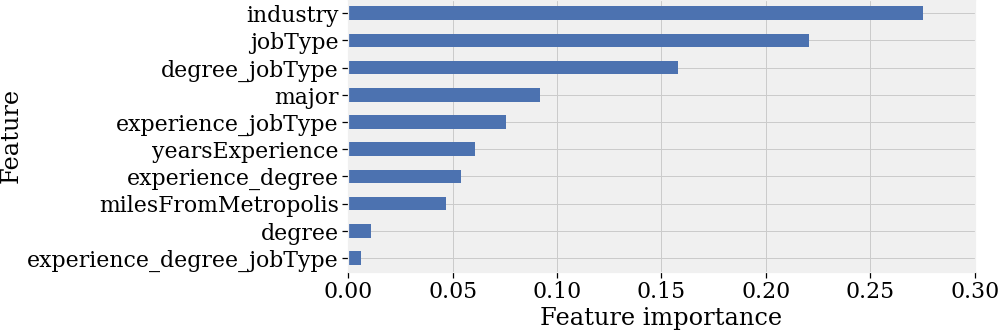 Feature
industry
jobType
degree_jobType
major
experience_jobType
yearsExperience
experience_degree
milesFromMetropolis
degree
experience_degree_jobType
0.00 0.05 0.10 0.15 0.20 0.25 0.30
Feature importance